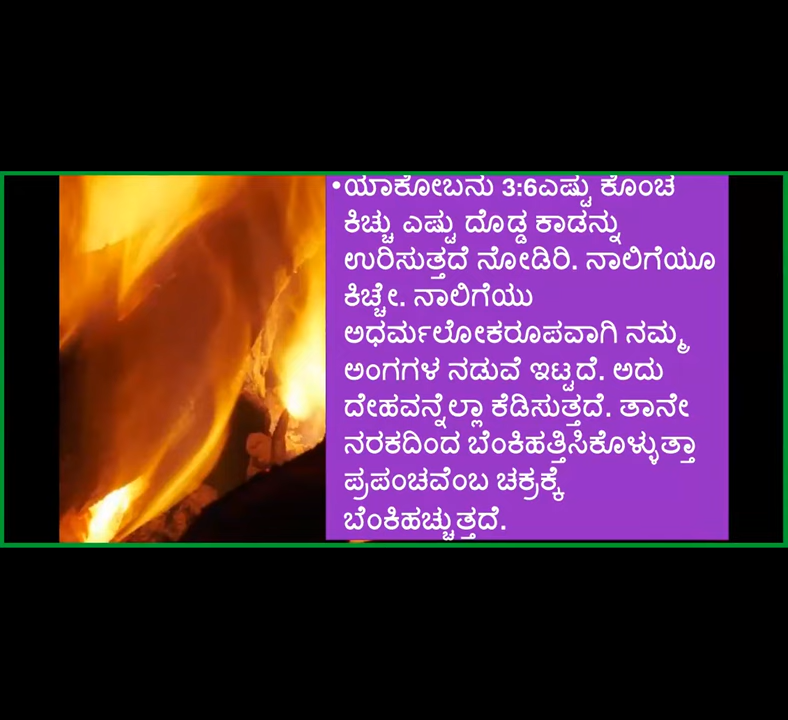 •ಯಾಕೋಬನು 3:6ಎಷ್ಟು ಕೊಂಚ
ಕಿಚ್ಚು ಎಷ್ಟು ದೊಡ್ಡ ಕಾಡನ್ನು
ಉರಿಸುತ್ತದೆ ನೋಡಿರಿ. ನಾಲಿಗೆಯೂ
ಕಿಚ್ಚೇ. ನಾಲಿಗೆಯು
ಅಧರ್ಮಲೋಕರೂಪವಾಗಿ ನಮ್ಮ
ಅಂಗಗಳ ನಡುವೆ ಇಟ್ಟದೆ. ಅದು
ದೇಹವನ್ನೆಲ್ಲಾ ಕೆಡಿಸುತ್ತದೆ. ತಾನೇ
ನರಕದಿಂದ ಬೆಂಕಿಹತ್ತಿಸಿಕೊಳ್ಳುತ್ತಾ
ಪ್ರಪಂಚವೆಂಬ ಚಕ್ರಕ್ಕೆ
ಬೆಂಕಿಹಚ್ಚುತ್ತದೆ.